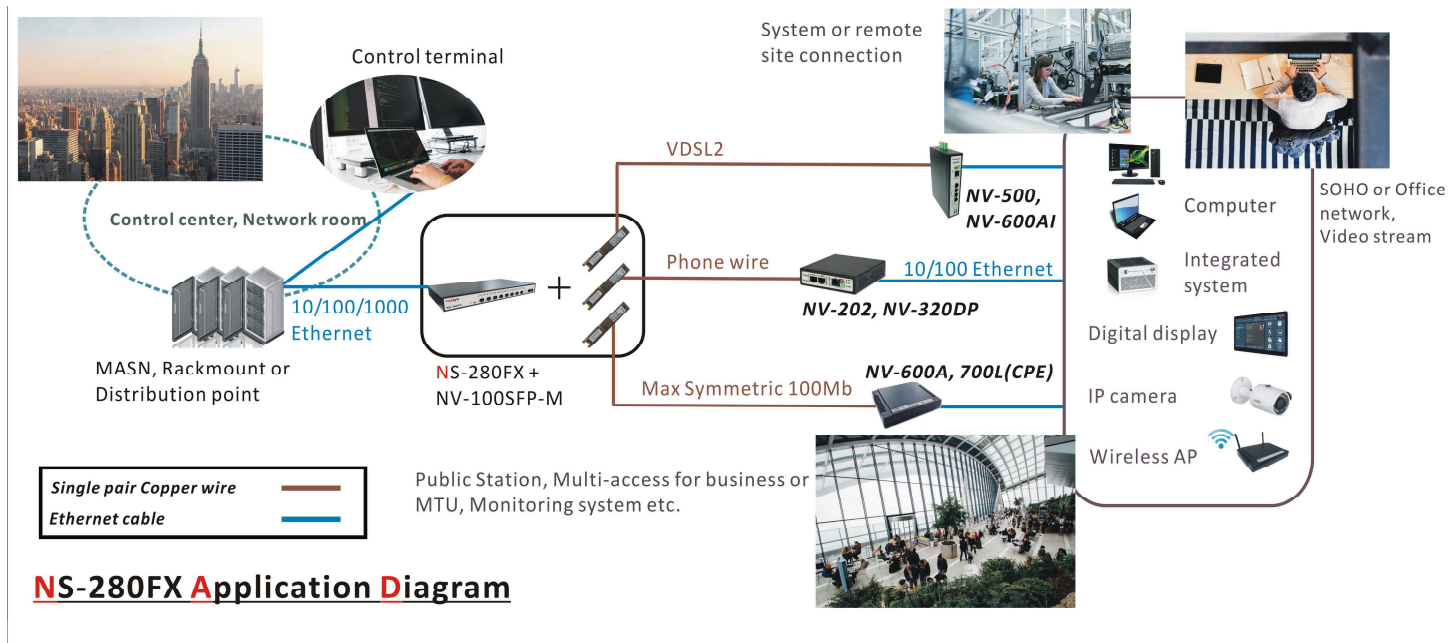 Control terminal
System or remote
site connection
VDSL2
NV-500,
NV-600AI
SOHO or Office
network,
Video stream
Control center, Network room
Computer
Phone wire
10/100 Ethernet
Integrated
system
NV-202, NV-320DP
10/100/1000
Ethernet
Digital display
MASN, Rackmount or
Distribution point
NS-280FX +
NV-100SFP-M
NV-600A, 700L(CPE)
Max Symmetric 100Mb
IP camera
Wireless AP
Public Station, Multi-access for business or
MTU, Monitoring system etc.
Single pair Copper wire
Ethernet cable
NS-280FX Application Diagram